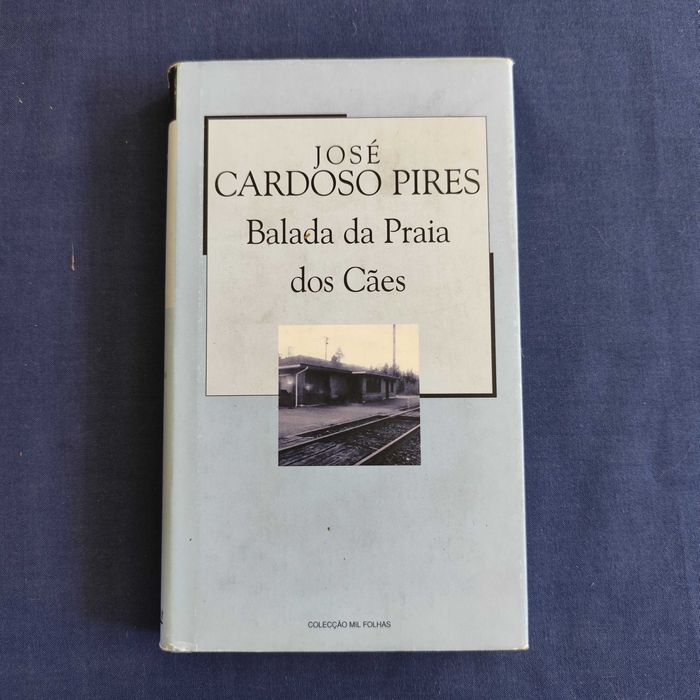 JOSÉ
CARDOSO PIRES
Balada da Praia
dos Cães
COLECÇÃO MIL FOLHAS